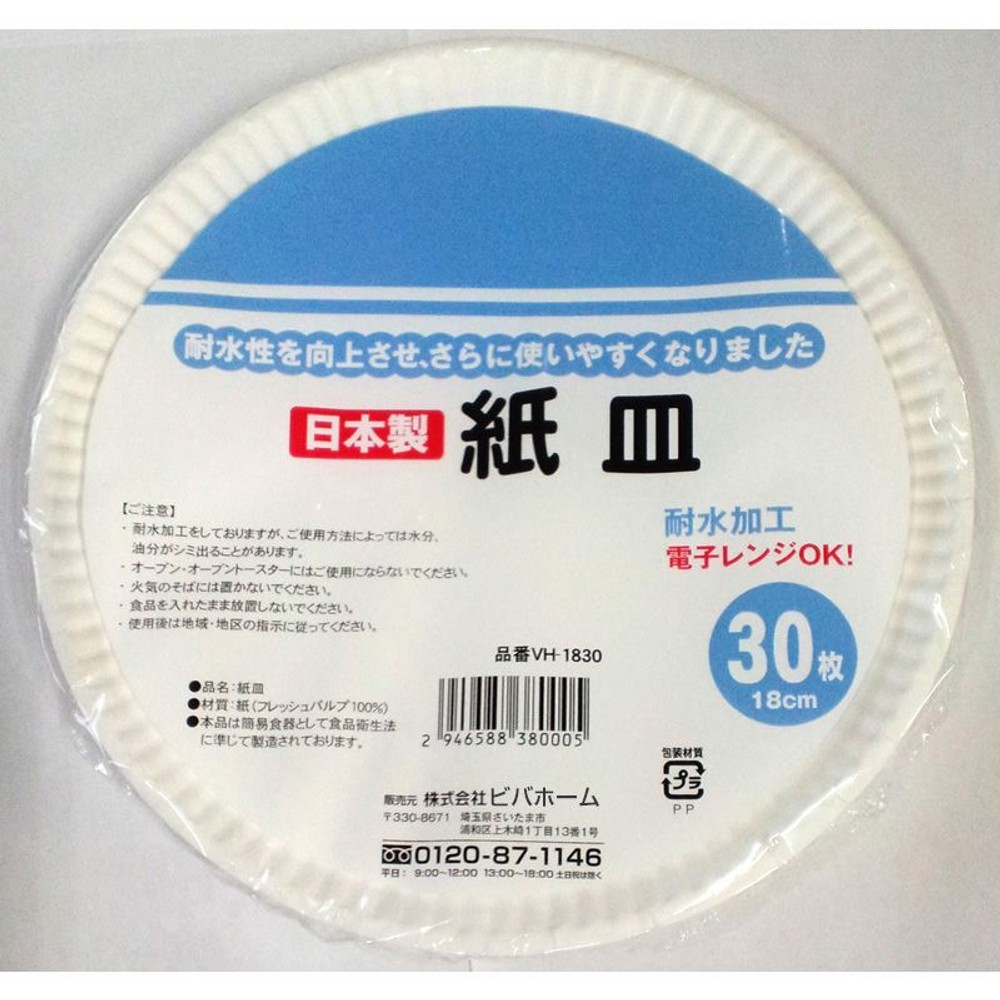 耐水性を向上させ、さらに使いやすくなりました
日本製 紙皿
耐水加工
電子レンジOK!
30枚
18cm
【ご注意】
・耐水加工をしておりますが、ご使用方法によっては水分、
油分がシミ出ることがあります。
・オーブン・オーブントースターにはご使用にならないでください。
・火気のそばには置かないでください。
・食品を入れたまま放置しないでください。
・使用後は地域・地区の指示に従ってください。
品番VH-1830
●品名:紙皿
●材質:紙(フレッシュパルプ100%)
●本品は簡易食器として食品衛生法
に準じて製造されております。
2 946588 380005
包装材質
プラ
PP
販売元 株式会社ビバホーム
〒330-8671 埼玉県さいたま市
浦和区上木崎1丁目13番1号
0120-87-1146
平日: 9:00〜12:00 13:00〜18:00 土日祝は除く